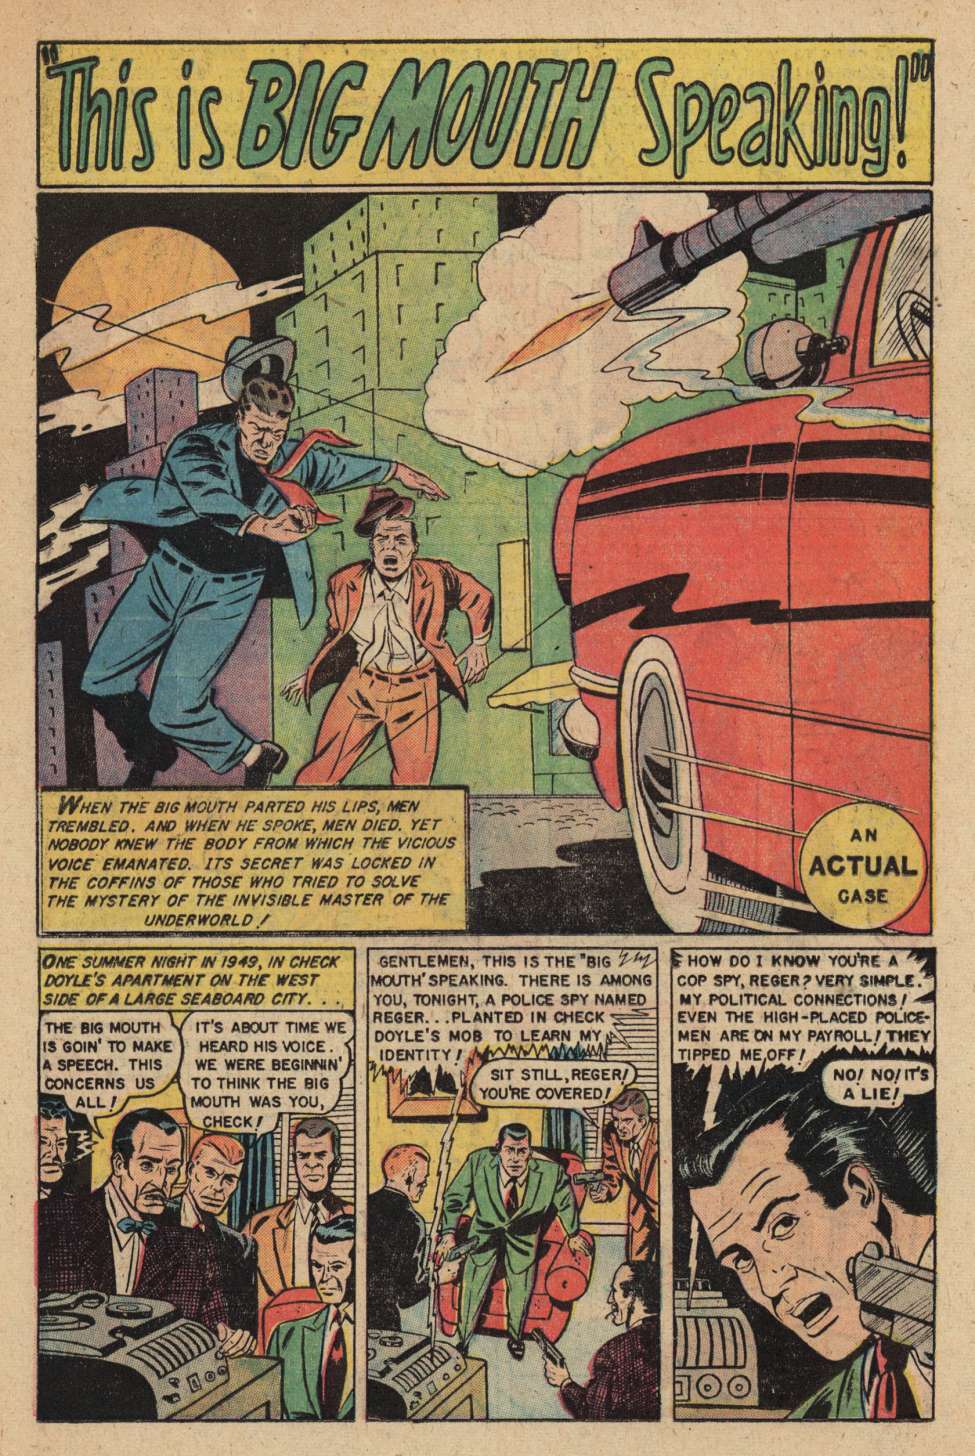 "This is BIG MOUTH Speaking!"
WHEN THE BIG MOUTH PARTED HIS LIPS, MEN
TREMBLED. AND WHEN HE SPOKE, MEN DIED. YET
NOBODY KNEW THE BODY FROM WHICH THE VICIOUS
VOICE EMANATED. ITS SECRET WAS LOCKED IN
THE COFFINS OF THOSE WHO TRIED TO SOLVE
THE MYSTERY OF THE INVISIBLE MASTER OF THE
UNDERWORLD!
AN
ACTUAL
CASE
ONE SUMMER NIGHT IN 1949, IN CHECK
DOYLE'S APARTMENT ON THE WEST
SIDE OF A LARGE SEABOARD CITY. . .
THE BIG MOUTH
IS GOIN' TO MAKE
A SPEECH. THIS
CONCERNS US
ALL!
IT'S ABOUT TIME WE
HEARD HIS VOICE.
WE WERE BEGINNIN'
TO THINK THE BIG
MOUTH WAS YOU,
CHECK!
GENTLEMEN, THIS IS THE "BIG
MOUTH' SPEAKING. THERE IS AMONG
YOU, TONIGHT, A POLICE SPY NAMED
REGER...PLANTED IN CHECK
DOYLE'S MOB TO LEARN MY
IDENTITY!
SIT STILL, REGER!
YOU'RE COVERED!
HOW DO I KNOW YOU'RE A
COP SPY, REGER? VERY SIMPLE.
MY POLITICAL CONNECTIONS!
EVEN THE HIGH-PLACED POLICE-
MEN ARE ON MY PAYROLL! THEY
TIPPED ME OFF!
NO! NO! IT'S
A LIE!